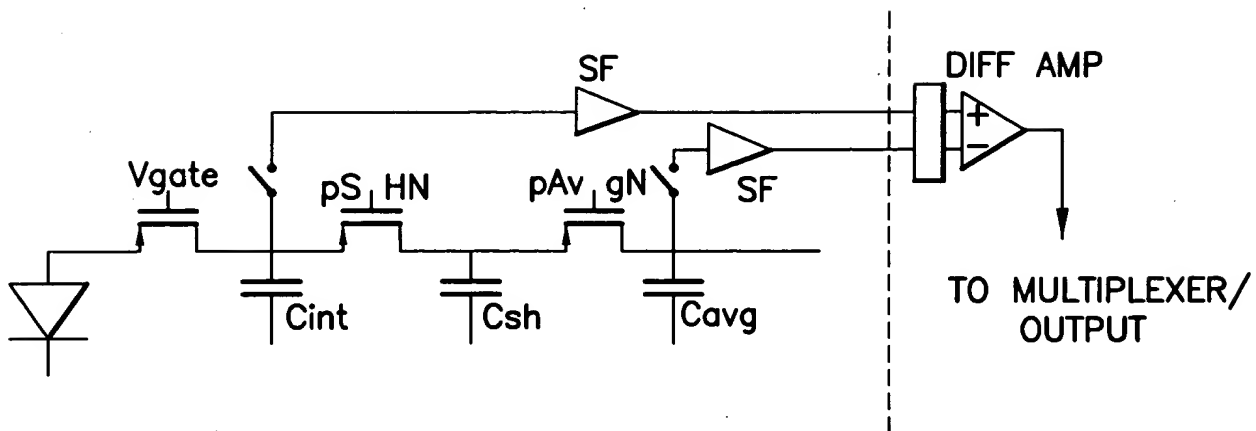 SF
DIFF AMP
+
−
SF
Vgate
pS HN
pAv gN
Cint
Csh
Cavg
TO MULTIPLEXER/
OUTPUT